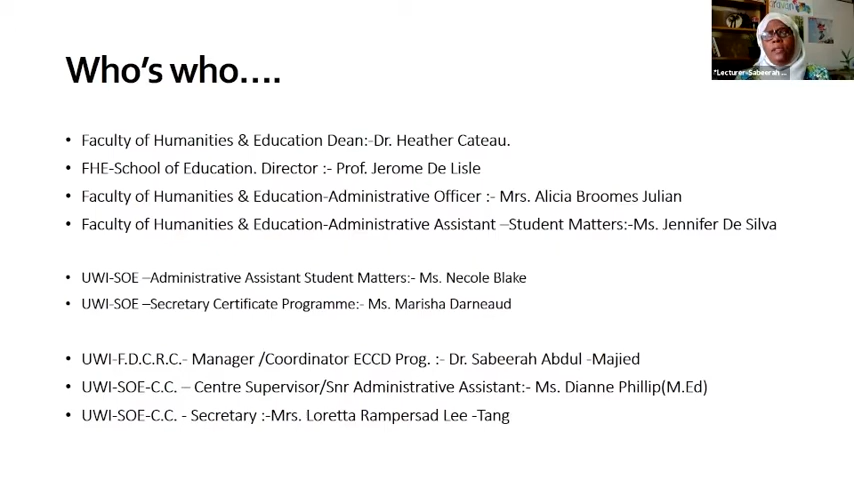 Who's who....
• Faculty of Humanities & Education Dean:-Dr. Heather Cateau.
• FHE-School of Education. Director :- Prof. Jerome De Lisle
• Faculty of Humanities & Education-Administrative Officer :- Mrs. Alicia Broomes Julian
• Faculty of Humanities & Education-Administrative Assistant –Student Matters:-Ms. Jennifer De Silva
• UWI-SOE –Administrative Assistant Student Matters:- Ms. Necole Blake
• UWI-SOE –Secretary Certificate Programme:- Ms. Marisha Darneaud
• UWI-F.D.C.R.C.- Manager /Coordinator ECCD Prog. :- Dr. Sabeerah Abdul -Majied
• UWI-SOE-C.C. – Centre Supervisor/Snr Administrative Assistant:- Ms. Dianne Phillip(M.Ed)
• UWI-SOE-C.C. - Secretary :-Mrs. Loretta Rampersad Lee -Tang
*Lecturer-Sabeerah ...